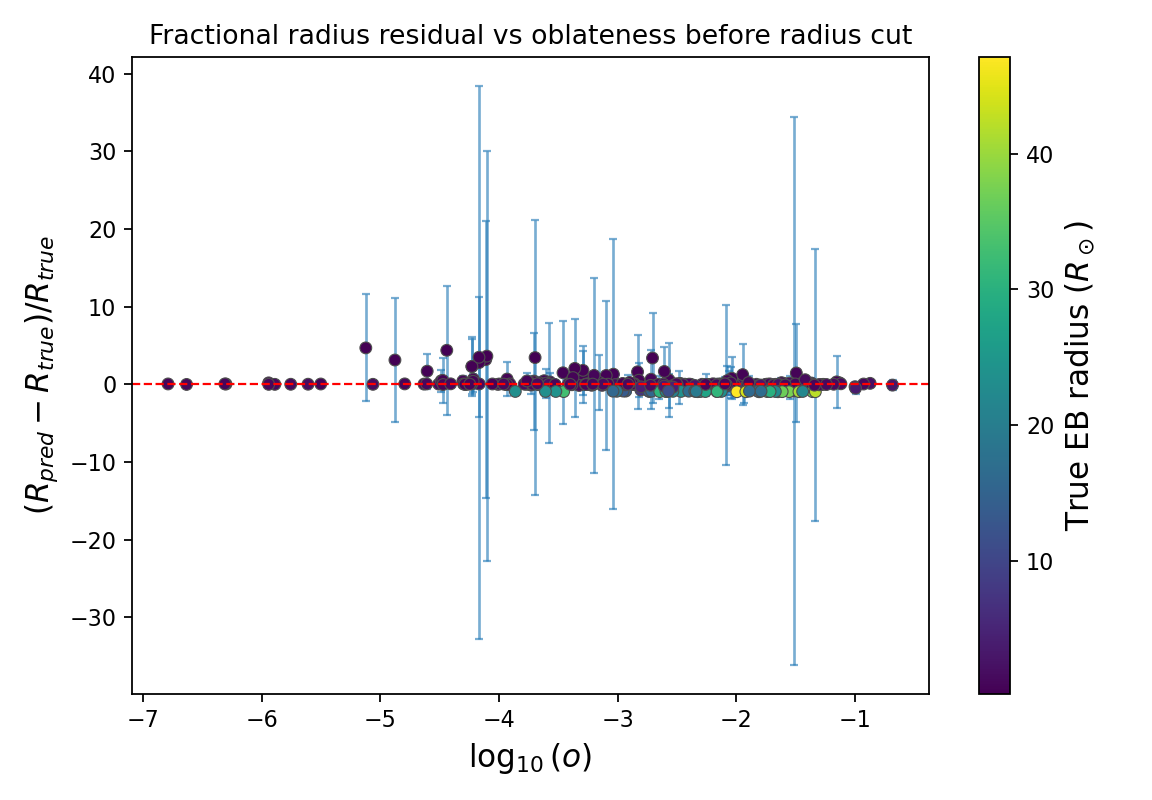 Fractional radius residual vs oblateness before radius cut
(R_pred − R_true)/R_true
40
30
20
10
0
−10
−20
−30
−7 −6 −5 −4 −3 −2 −1
log₁₀ (o)
40
30
20
10
True EB radius (R_⊙)